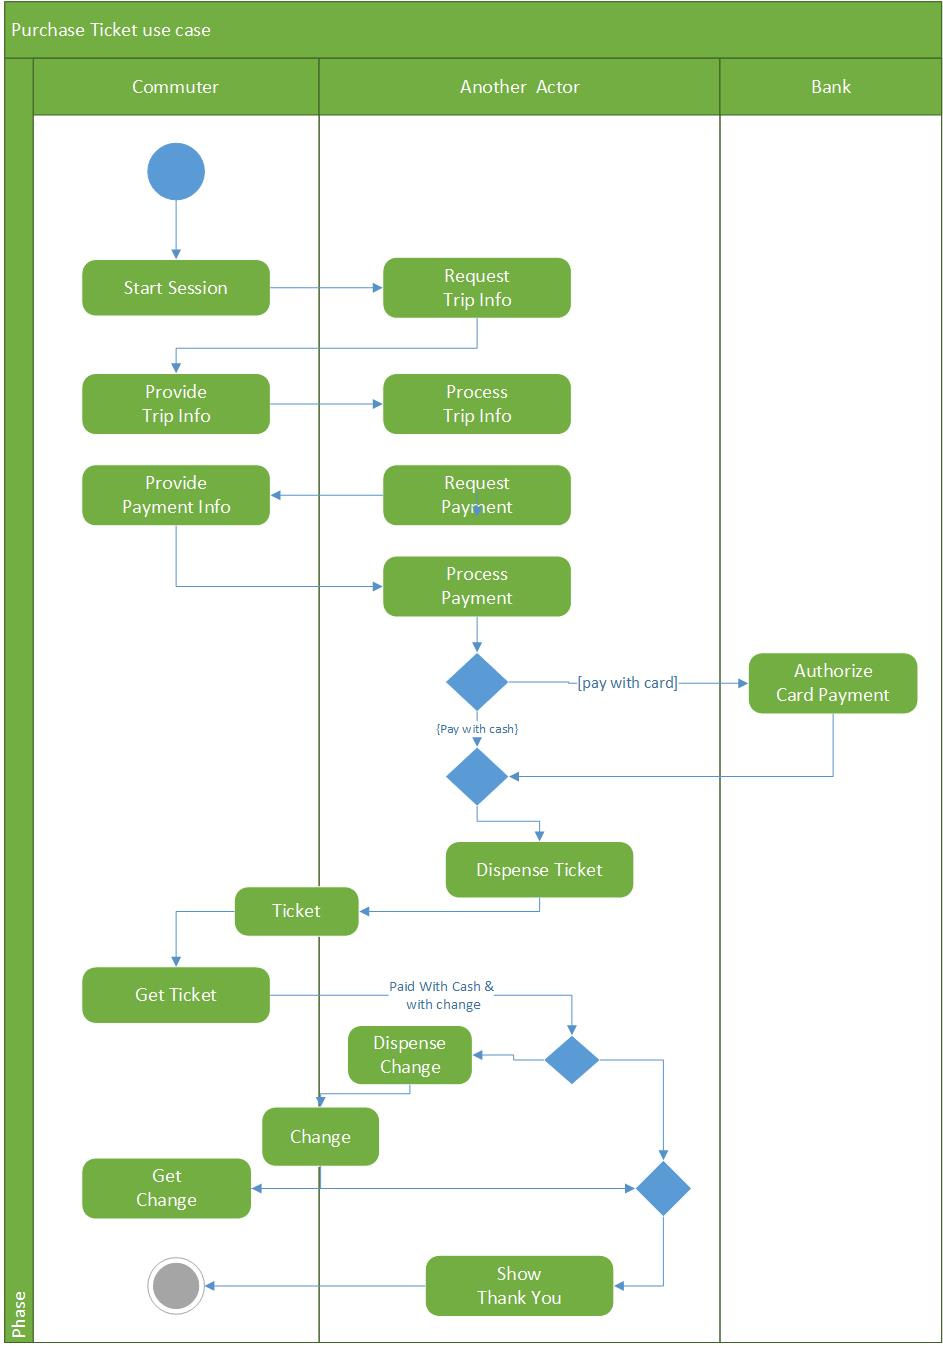 Purchase Ticket use case
Commuter
Another Actor
Bank
Start Session
Request
Trip Info
Provide
Trip Info
Process
Trip Info
Provide
Payment Info
Request
Payment
Process
Payment
[pay with card]
Authorize
Card Payment
{Pay with cash}
Dispense Ticket
Ticket
Get Ticket
Paid With Cash &
with change
Dispense
Change
Change
Get
Change
Show
Thank You
Phase